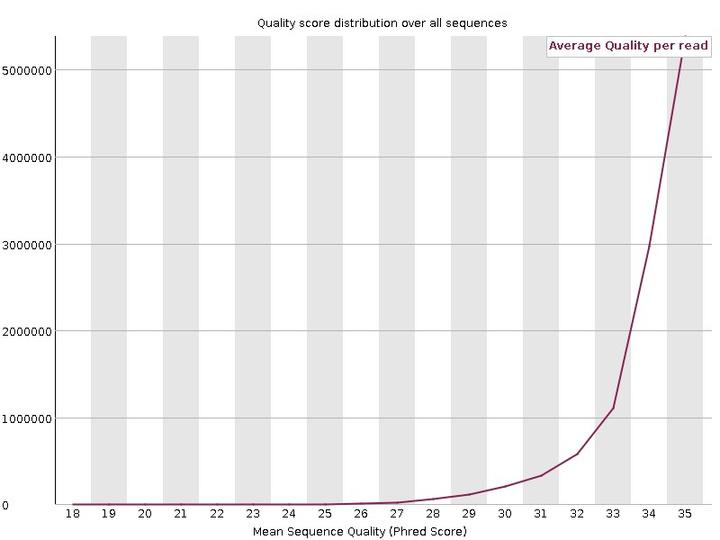 Quality score distribution over all sequences
Average Quality per read
5000000
4000000
3000000
2000000
1000000
0
18 19 20 21 22 23 24 25 26 27 28 29 30 31 32 33 34 35
Mean Sequence Quality (Phred Score)